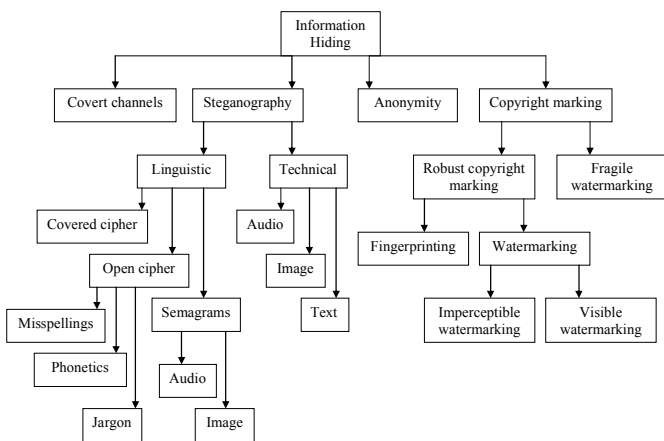 Information
Hiding
Covert channels
Steganography
Anonymity
Copyright marking
Linguistic
Technical
Robust copyright
marking
Fragile
watermarking
Covered cipher
Audio
Fingerprinting
Watermarking
Open cipher
Image
Misspellings
Semagrams
Text
Imperceptible
watermarking
Visible
watermarking
Phonetics
Audio
Jargon
Image